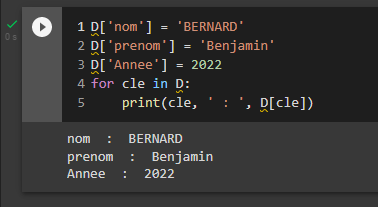 0 s
1 D['nom'] = 'BERNARD'
2 D['prenom'] = 'Benjamin'
3 D['Annee'] = 2022
4 for cle in D:
5     print(cle, ' : ', D[cle])
nom  :  BERNARD
prenom  :  Benjamin
Annee  :  2022